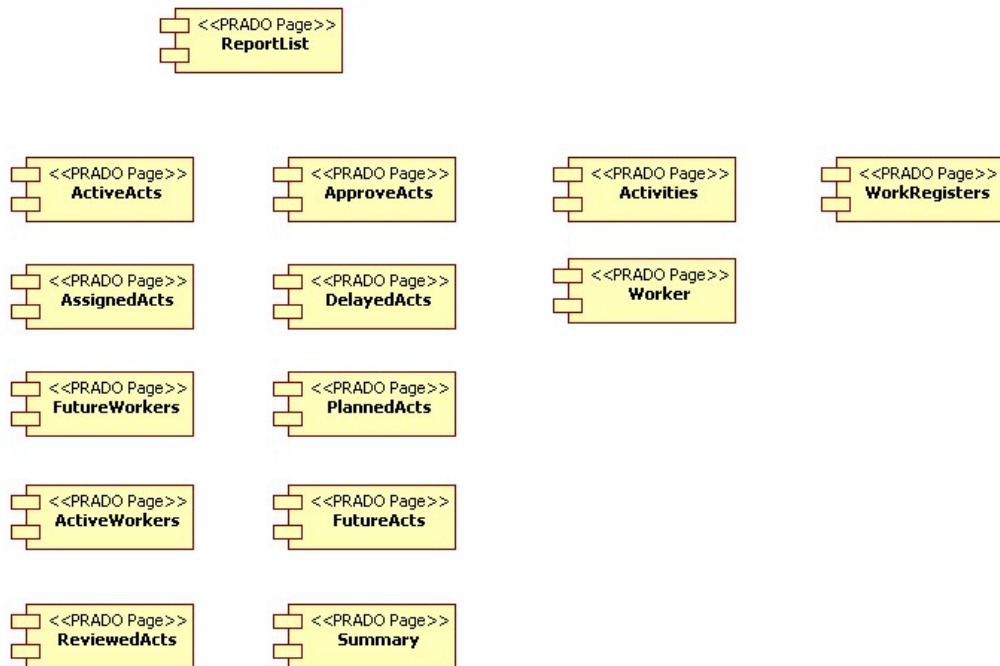 <<PRADO Page>>
ReportList
<<PRADO Page>>
ActiveActs
<<PRADO Page>>
ApproveActs
<<PRADO Page>>
Activities
<<PRADO Page>>
WorkRegisters
<<PRADO Page>>
AssignedActs
<<PRADO Page>>
DelayedActs
<<PRADO Page>>
Worker
<<PRADO Page>>
FutureWorkers
<<PRADO Page>>
PlannedActs
<<PRADO Page>>
ActiveWorkers
<<PRADO Page>>
FutureActs
<<PRADO Page>>
ReviewedActs
<<PRADO Page>>
Summary